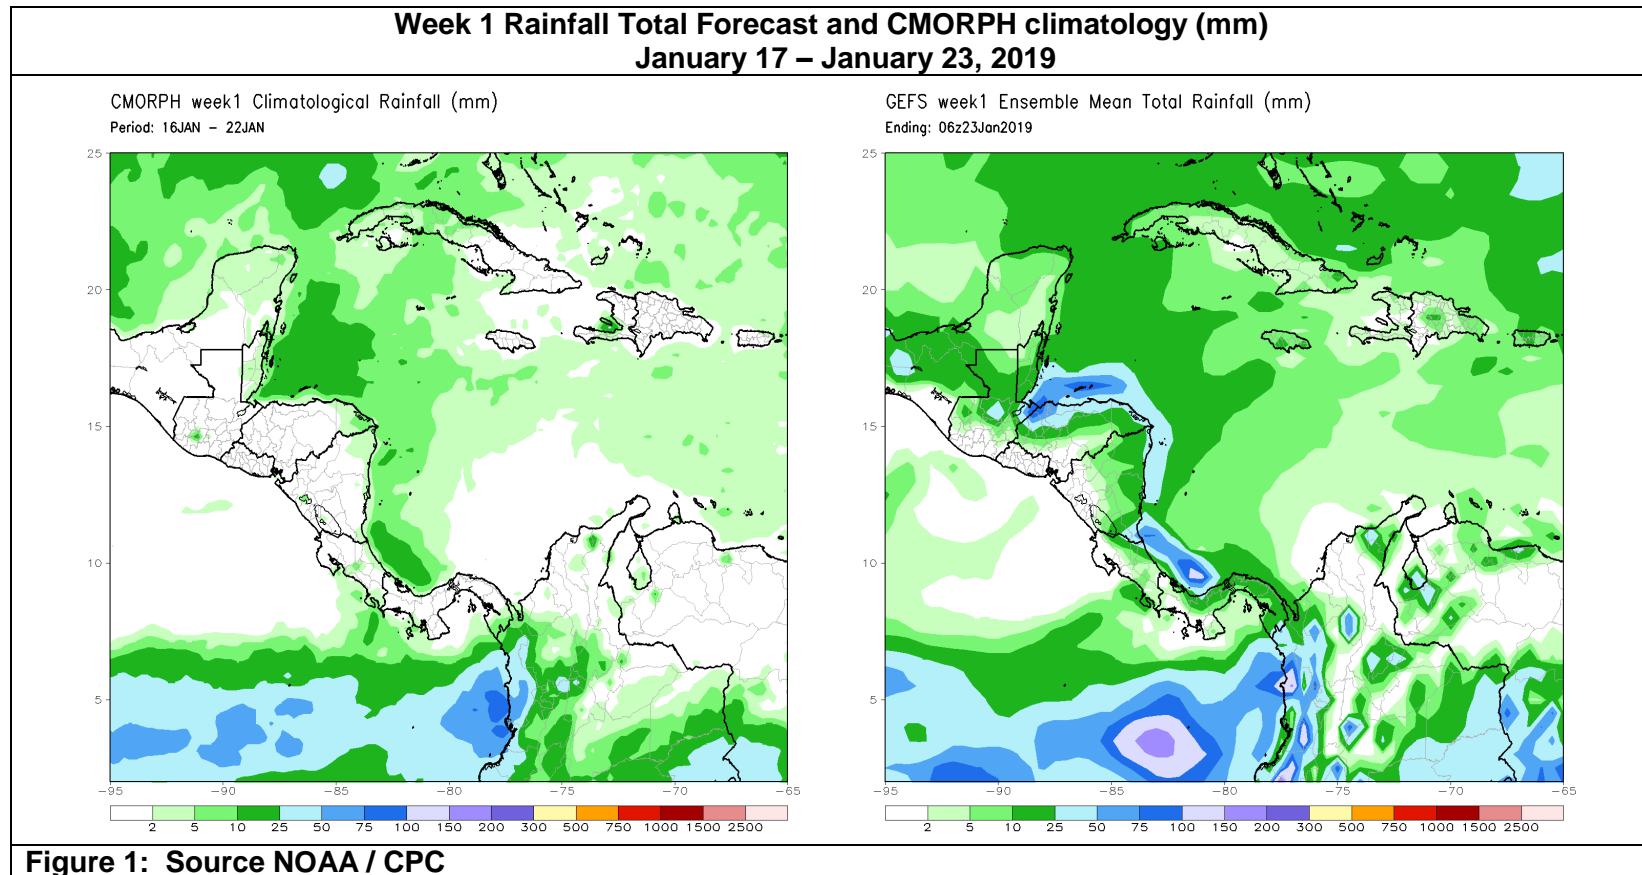 Week 1 Rainfall Total Forecast and CMORPH climatology (mm)
January 17 – January 23, 2019
CMORPH week1 Climatological Rainfall (mm)
Period: 16JAN – 22JAN
25
20
15
10
5
-95
-90
-85
-80
-75
-70
-65
2 5 10 25 50 75 100 150 200 300 500 750 1000 1500 2500
GEFS week1 Ensemble Mean Total Rainfall (mm)
Ending: 06z23Jan2019
25
20
15
10
5
-95
-90
-85
-80
-75
-70
-65
2 5 10 25 50 75 100 150 200 300 500 750 1000 1500 2500
Figure 1: Source NOAA / CPC